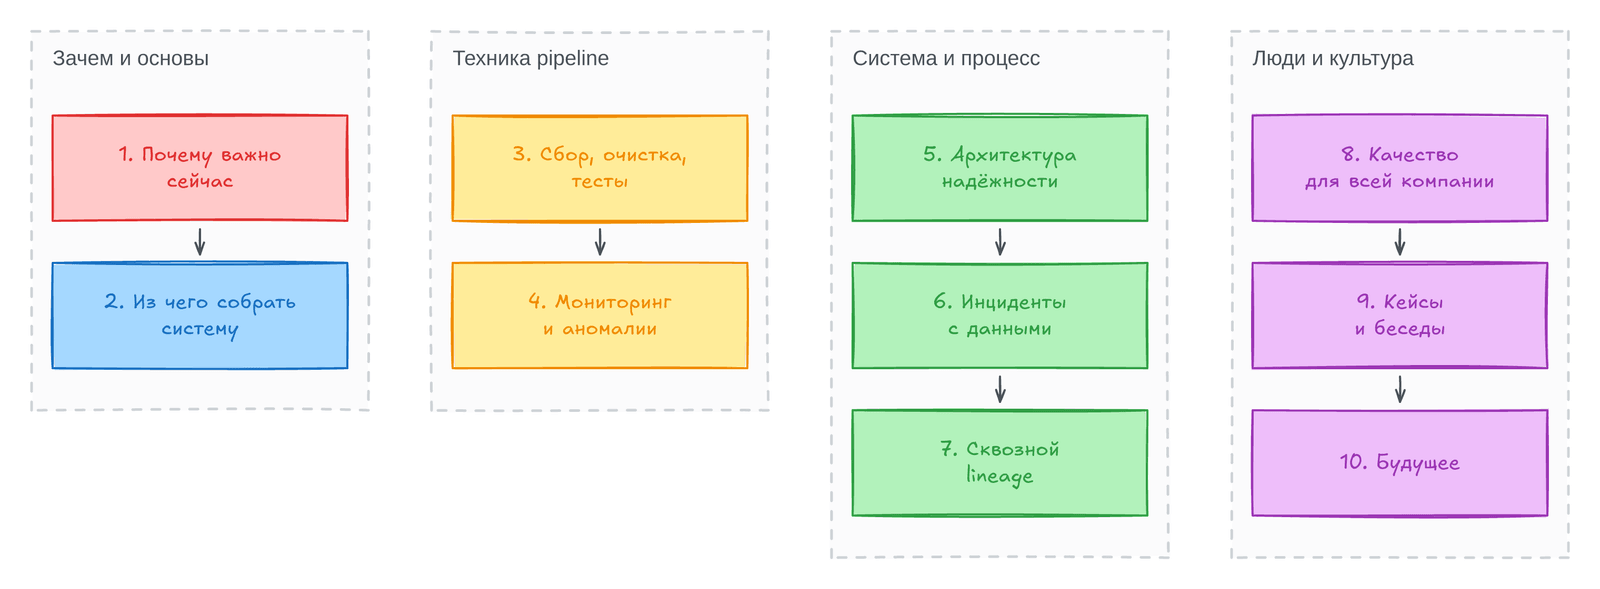 Зачем и основы
1. Почему важно
сейчас
2. Из чего собрать
систему
Техника pipeline
3. Сбор, очистка,
тесты
4. Мониторинг
и аномалии
Система и процесс
5. Архитектура
надёжности
6. Инциденты
с данными
7. Сквозной
lineage
Люди и культура
8. Качество
для всей компании
9. Кейсы
и беседы
10. Будущее